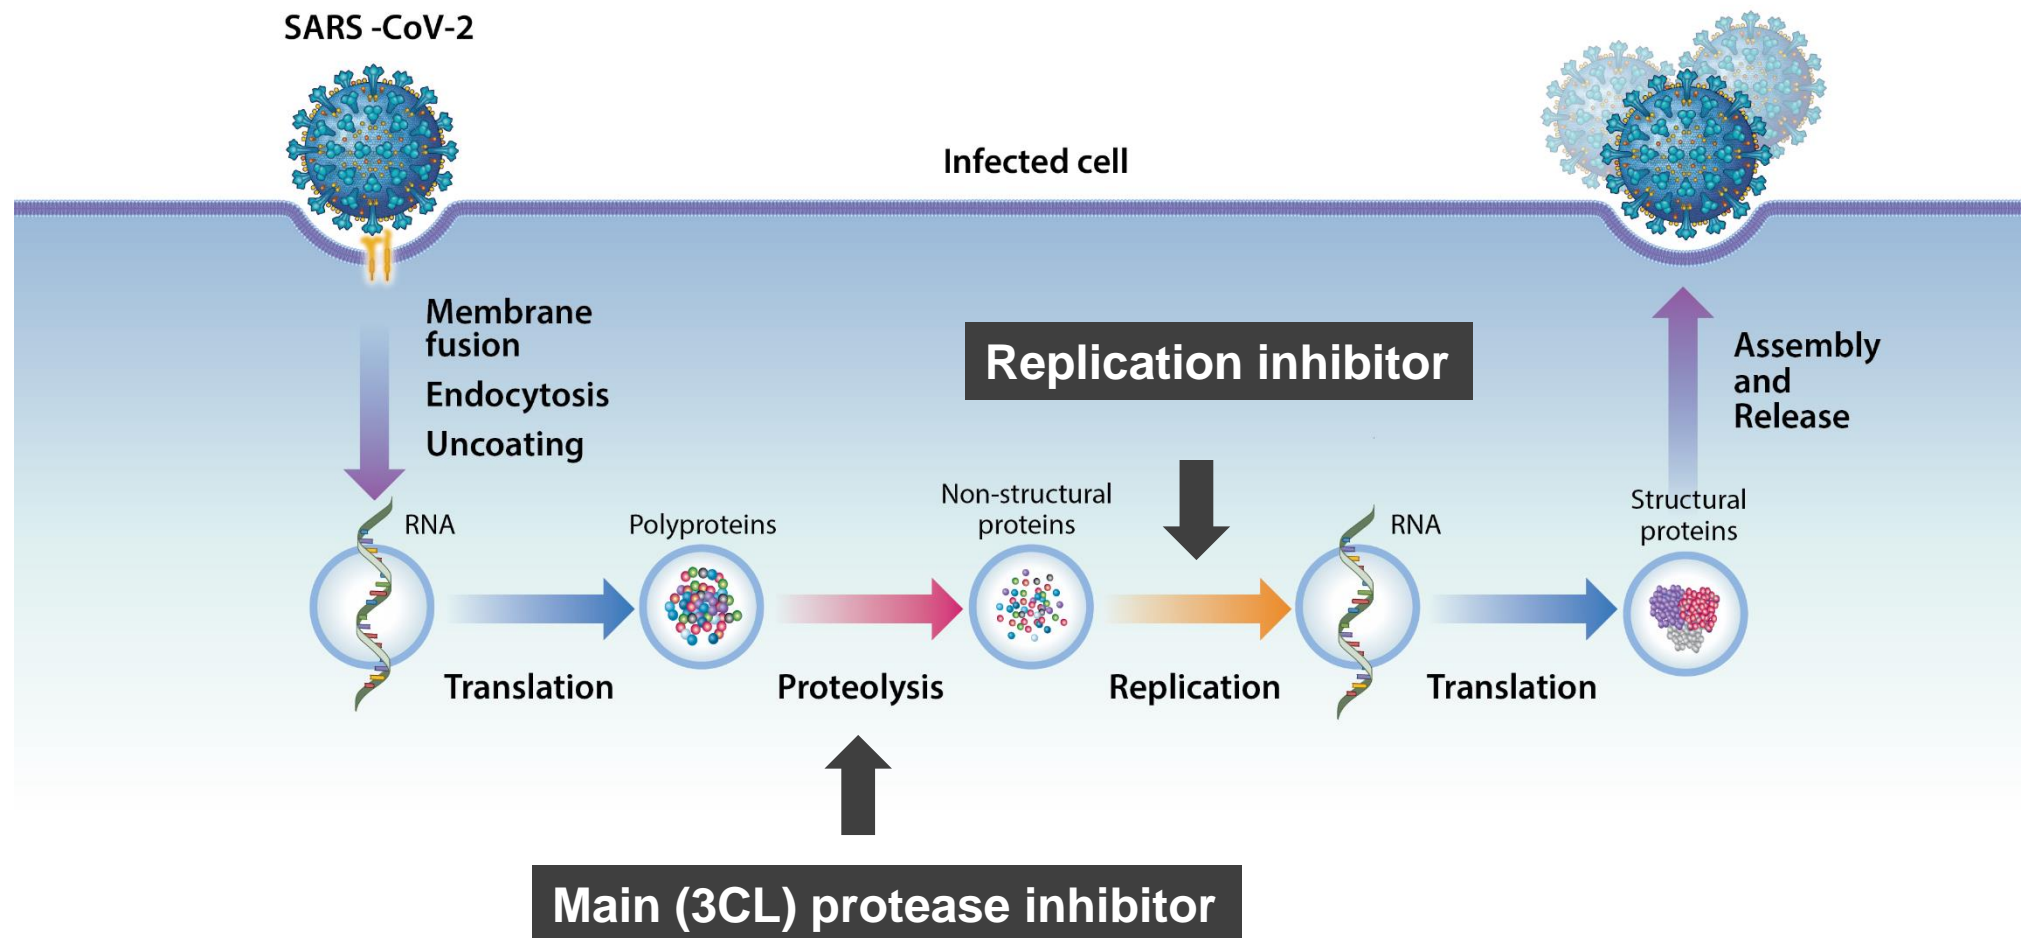 SARS -CoV-2
Infected cell
Membrane
fusion
Endocytosis
Uncoating
Replication inhibitor
Assembly
and
Release
RNA
Polyproteins
Non-structural
proteins
RNA
Structural
proteins
Translation
Proteolysis
Replication
Translation
Main (3CL) protease inhibitor